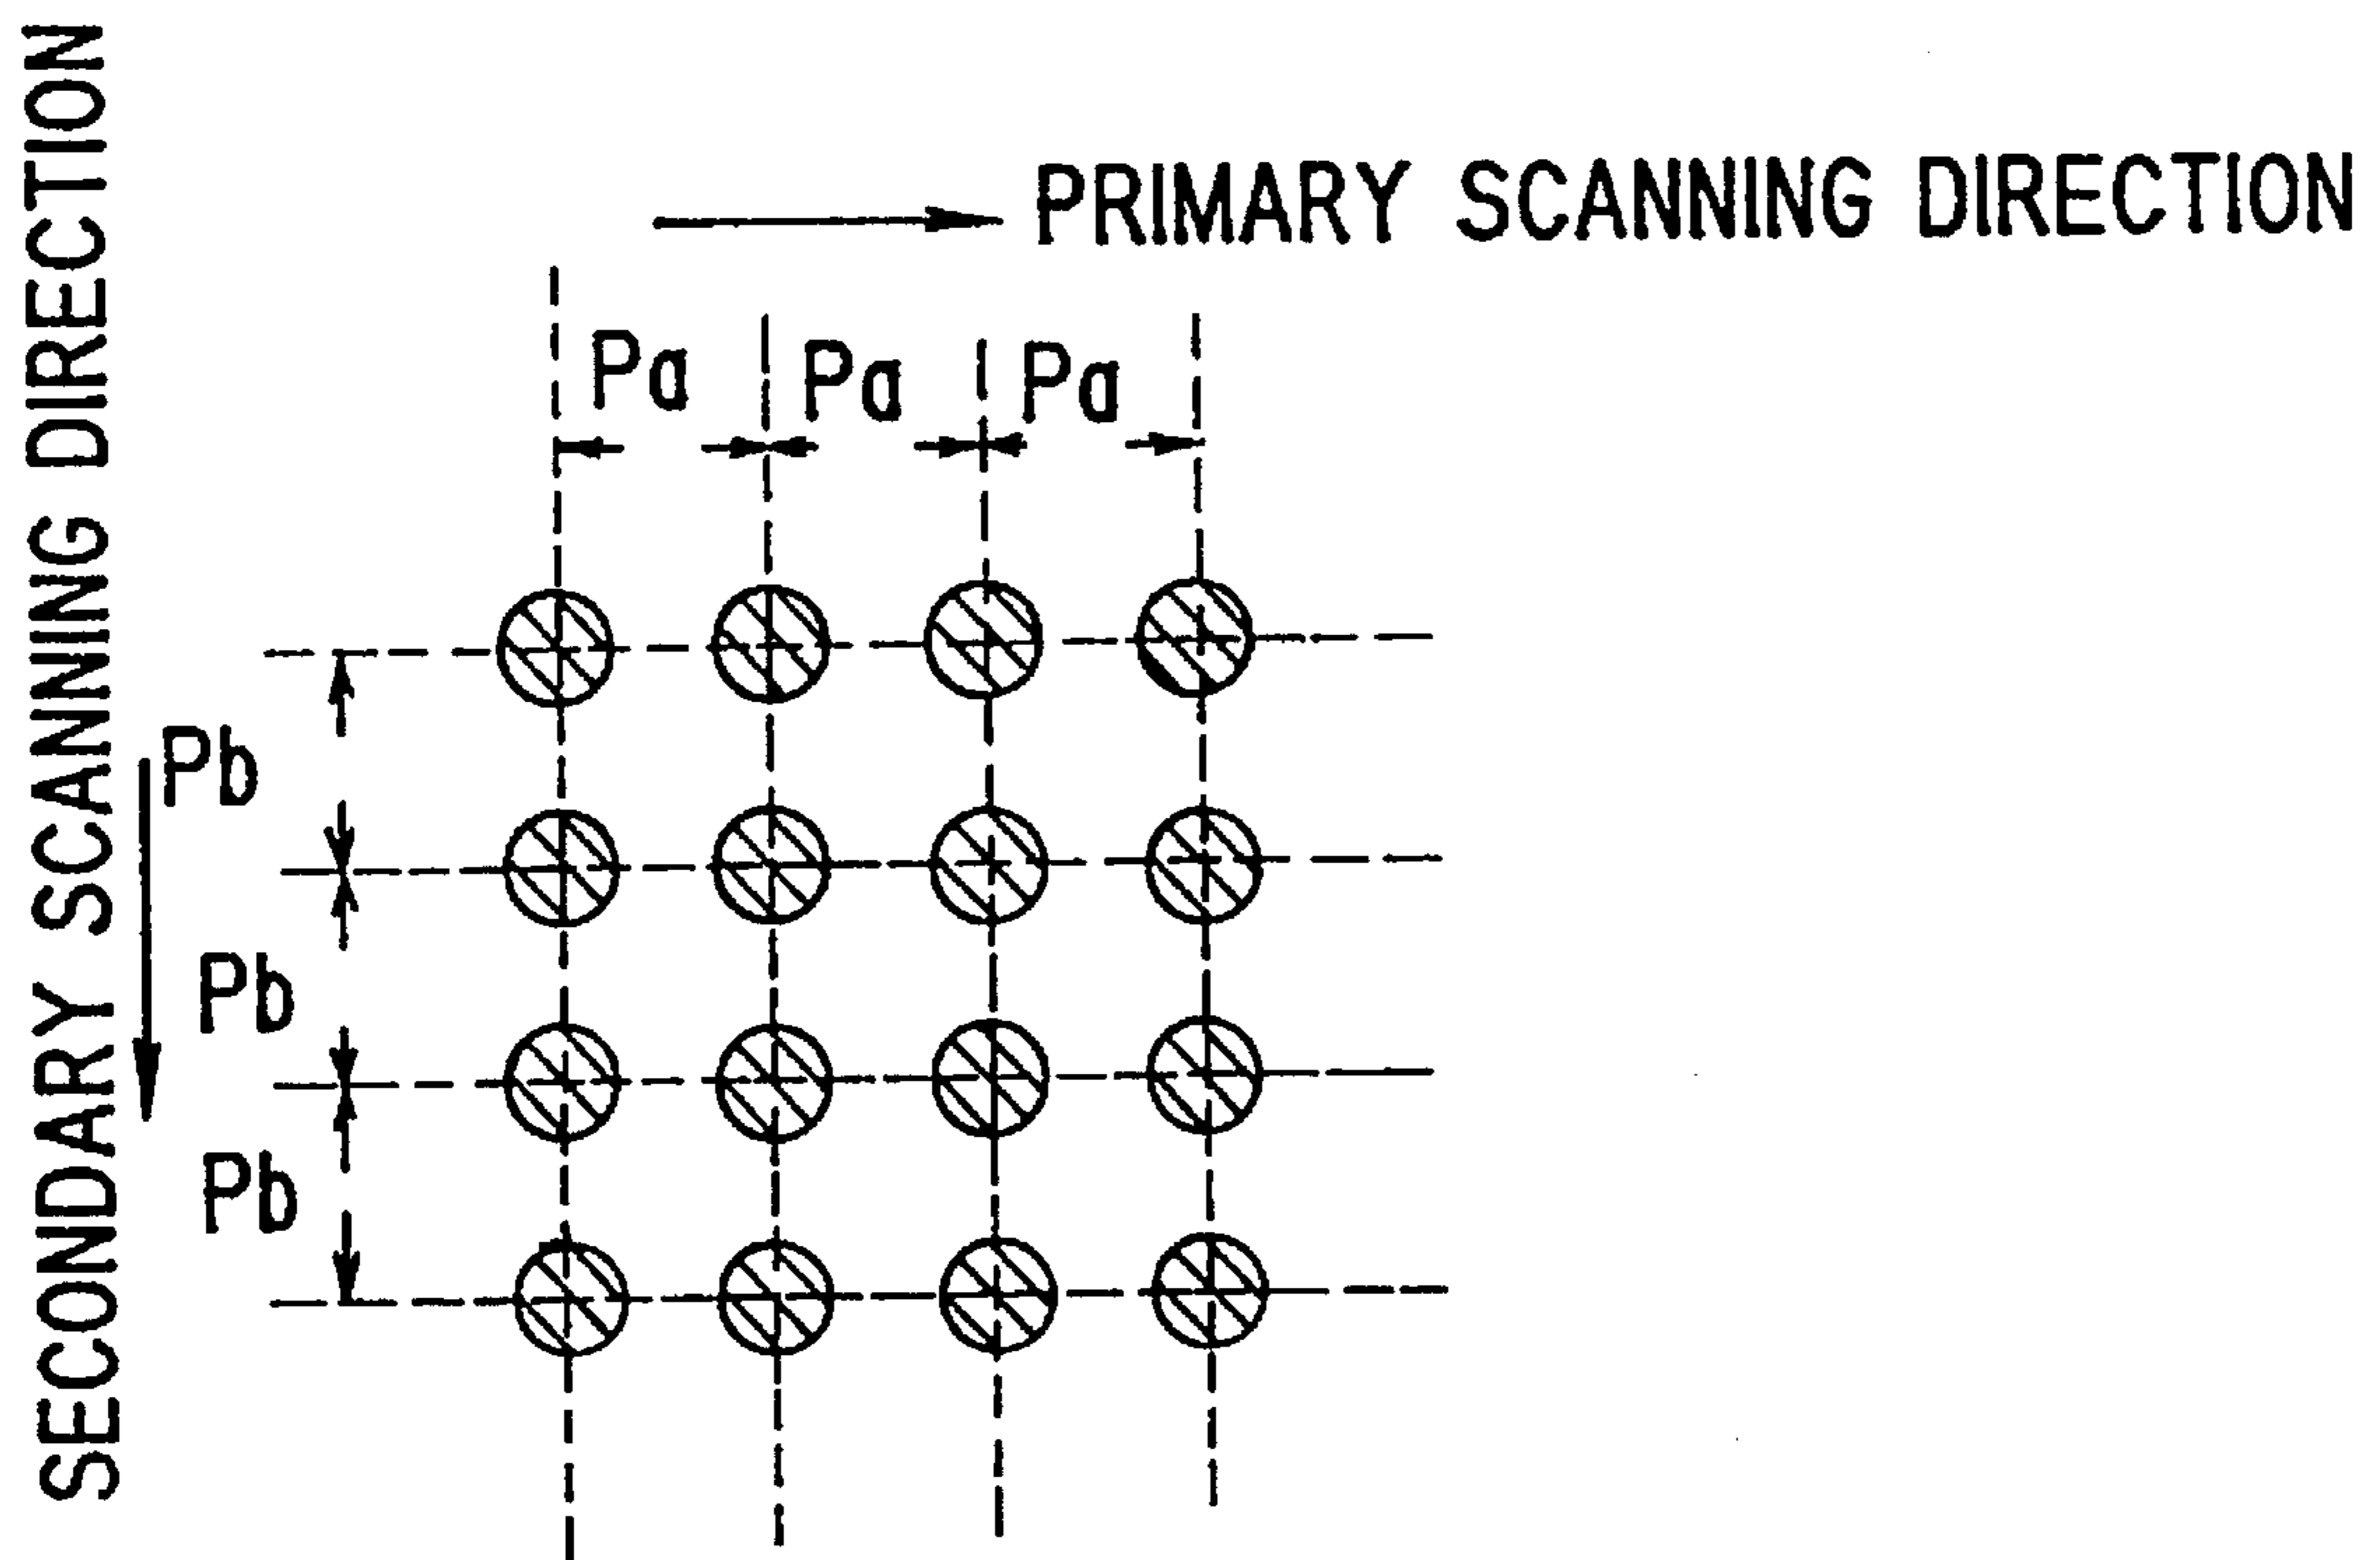 PRIMARY SCANNING DIRECTION
Pa Pa Pa
SECONDARY SCANNING DIRECTION
Pb
Pb
Pb